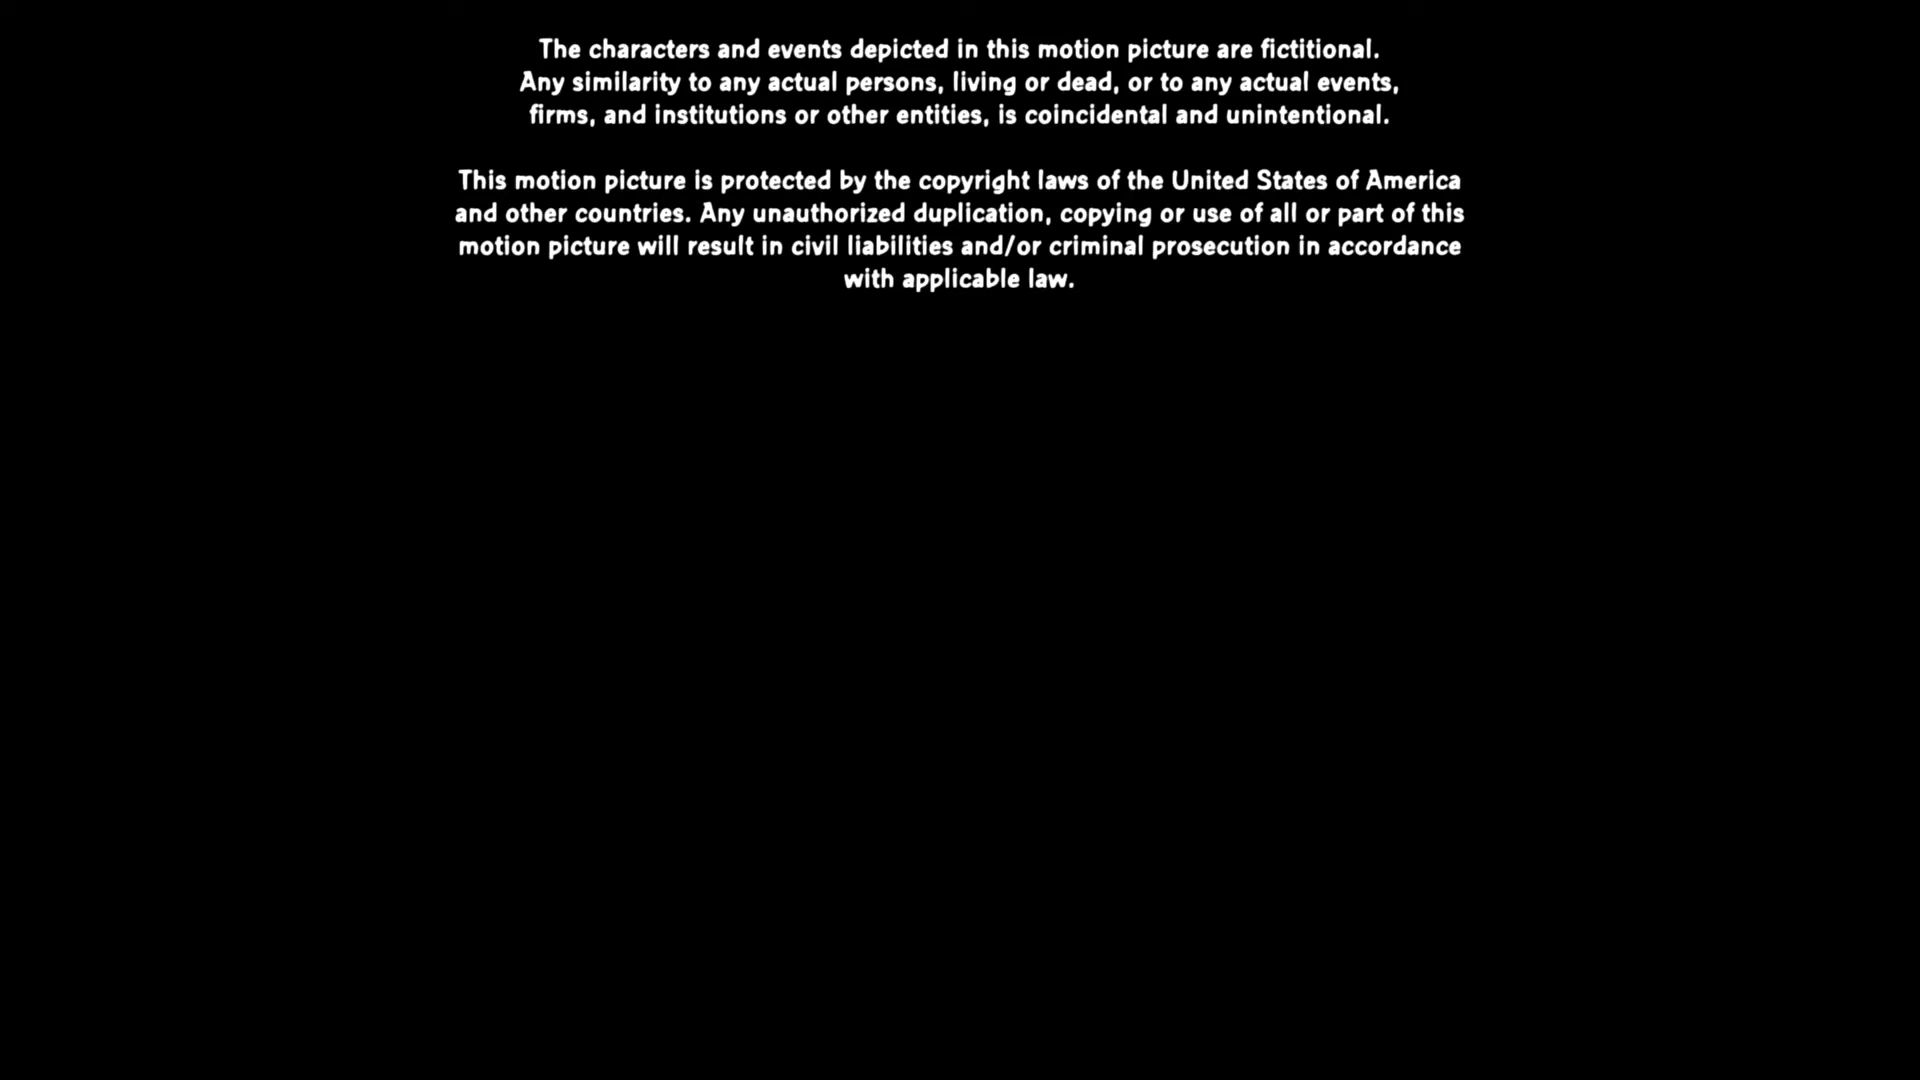 The characters and events depicted in this motion picture are fictitional.
Any similarity to any actual persons, living or dead, or to any actual events,
firms, and institutions or other entities, is coincidental and unintentional.
This motion picture is protected by the copyright laws of the United States of America
and other countries. Any unauthorized duplication, copying or use of all or part of this
motion picture will result in civil liabilities and/or criminal prosecution in accordance
with applicable law.